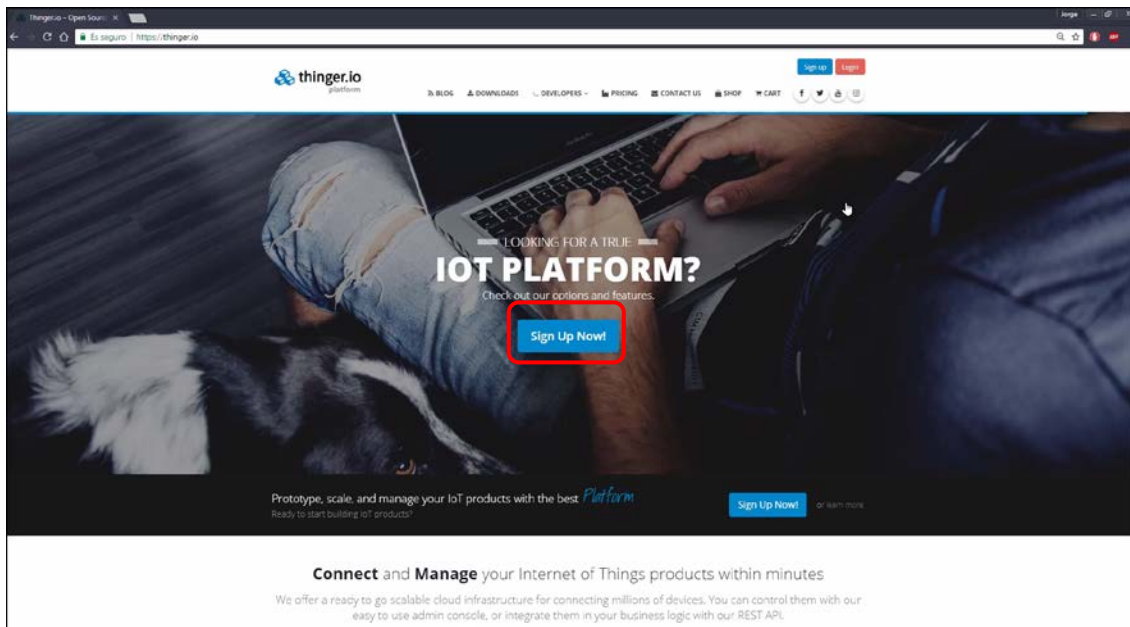 Thinger.io - Open Sourc
Jorge
Es seguro | https://thinger.io
thinger.io
platform
Sign up Login
BLOG DOWNLOADS DEVELOPERS PRICING CONTACT US SHOP CART
LOOKING FOR A TRUE
IOT PLATFORM?
Check out our options and features.
Sign Up Now!
Prototype, scale, and manage your IoT products with the best Platform
Ready to start building IoT products?
Sign Up Now! or learn more
Connect and Manage your Internet of Things products within minutes
We offer a ready to go scalable cloud infrastructure for connecting millions of devices. You can control them with our
easy to use admin console, or integrate them in your business logic with our REST API.